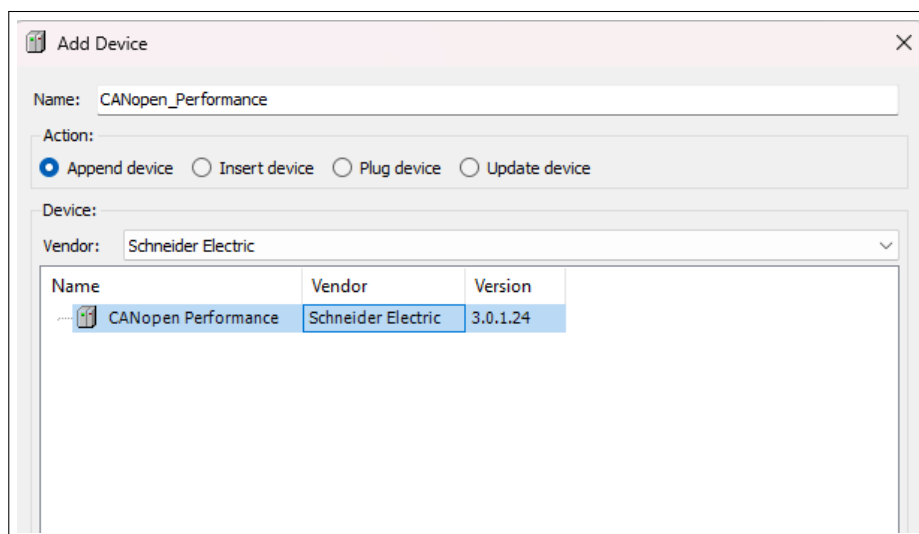 Add Device
Name: CANopen_Performance
Action:
Append device Insert device Plug device Update device
Device:
Vendor: Schneider Electric
Name Vendor Version
CANopen Performance Schneider Electric 3.0.1.24